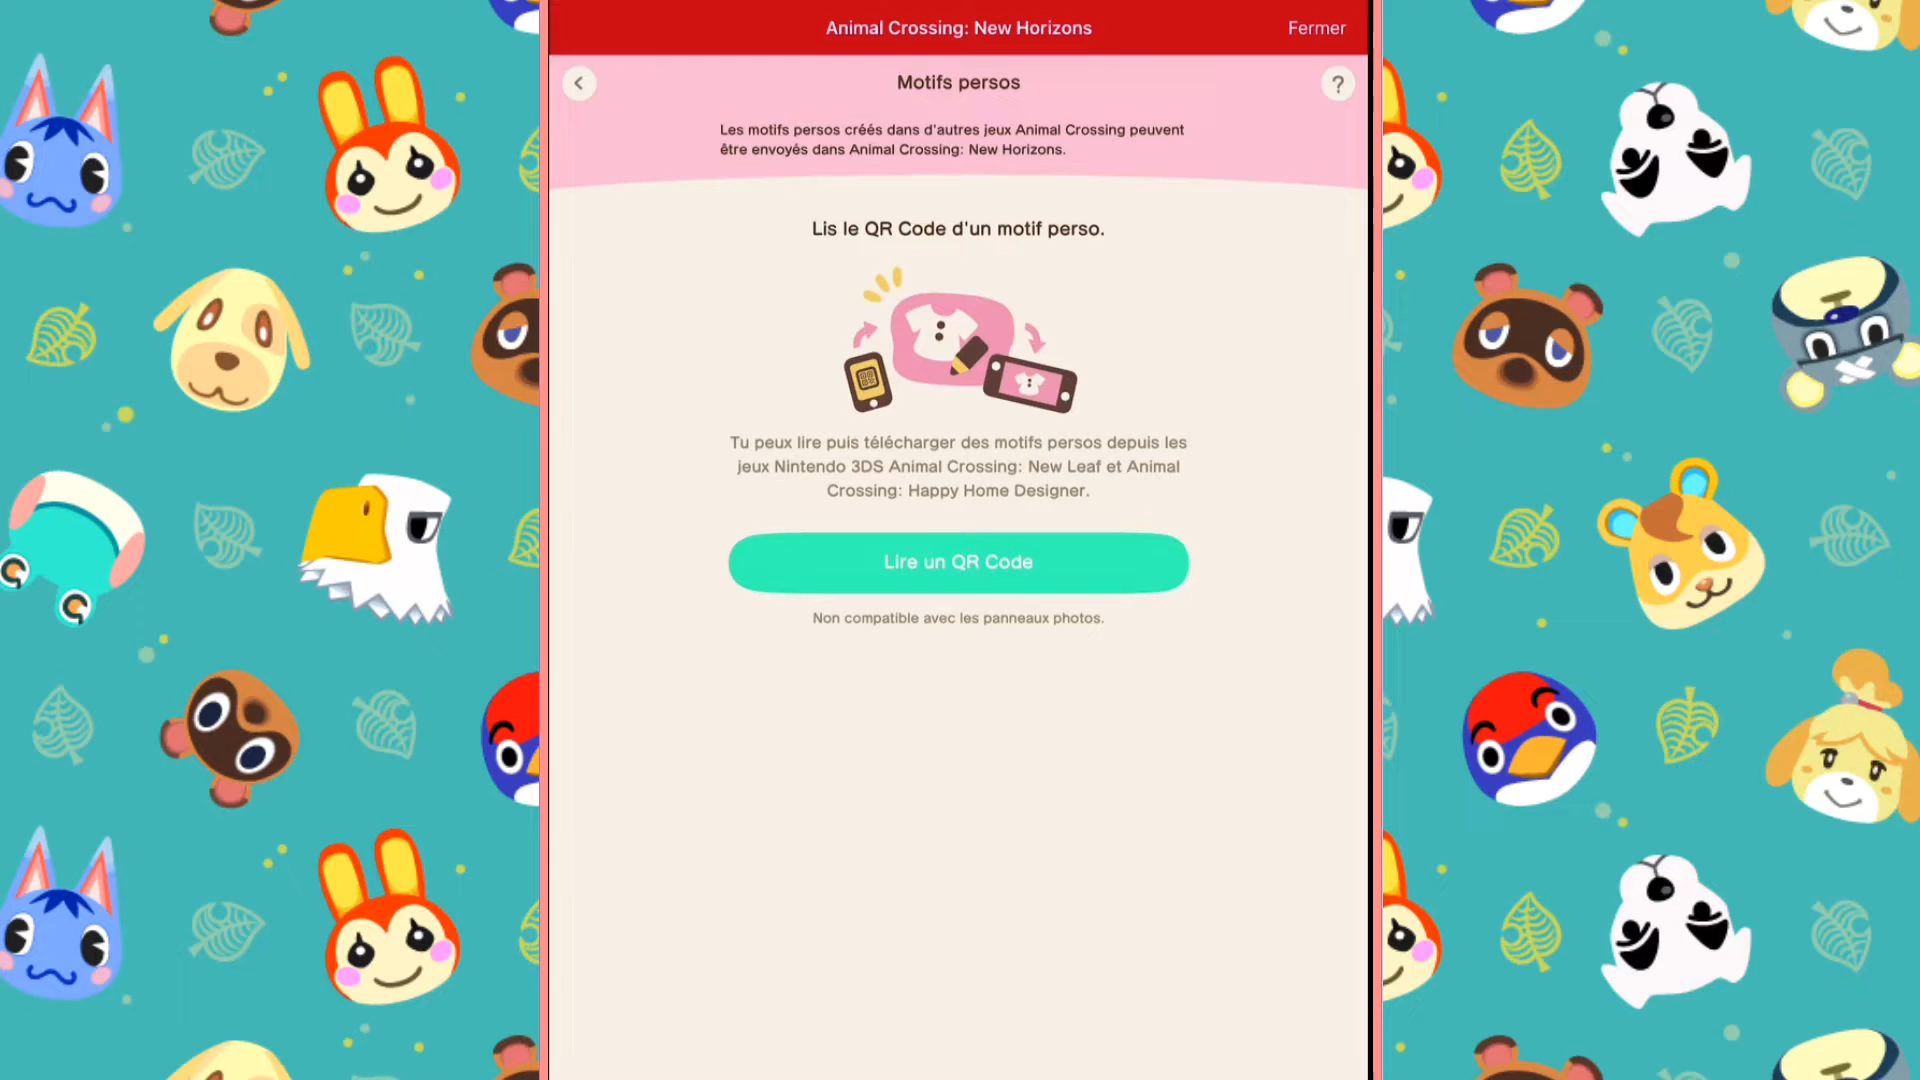 Animal Crossing: New Horizons
Fermer
Motifs persos
?
Les motifs persos créés dans d'autres jeux Animal Crossing peuvent
être envoyés dans Animal Crossing: New Horizons.
Lis le QR Code d'un motif perso.
Tu peux lire puis télécharger des motifs persos depuis les
jeux Nintendo 3DS Animal Crossing: New Leaf et Animal
Crossing: Happy Home Designer.
Lire un QR Code
Non compatible avec les panneaux photos.